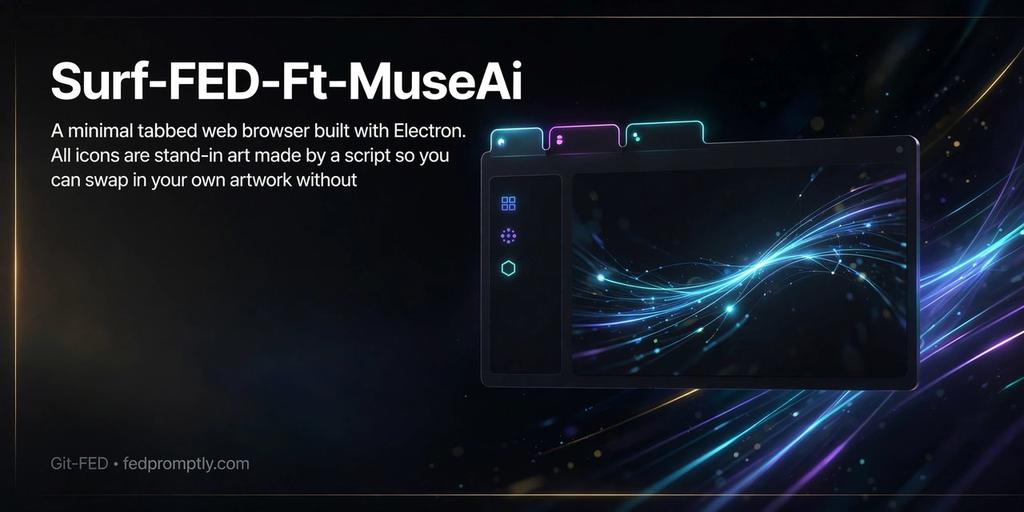 Surf-FED-Ft-MuseAi
A minimal tabbed web browser built with Electron.
All icons are stand-in art made by a script so you
can swap in your own artwork without
Git-FED • fedpromptly.com